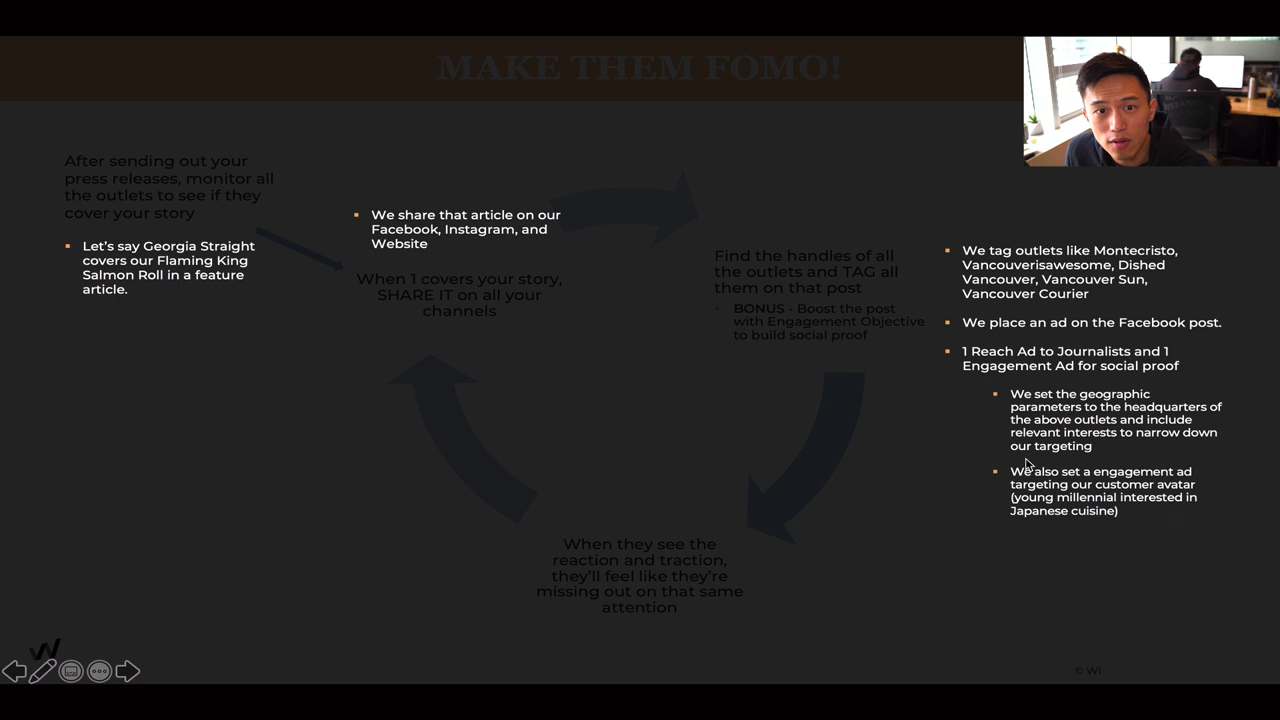 MAKE THEM FOMO!
After sending out your
press releases, monitor all
the outlets to see if they
cover your story
Let's say Georgia Straight
covers our Flaming King
Salmon Roll in a feature
article.
We share that article on our
Facebook, Instagram, and
Website
When 1 covers your story,
SHARE IT on all your
channels
Find the handles of all
the outlets and TAG all
them on that post
BONUS - Boost the post
with Engagement Objective
to build social proof
We tag outlets like Montecristo,
Vancouverisawesome, Dished
Vancouver, Vancouver Sun,
Vancouver Courier
We place an ad on the Facebook post.
1 Reach Ad to Journalists and 1
Engagement Ad for social proof
We set the geographic
parameters to the headquarters of
the above outlets and include
relevant interests to narrow down
our targeting
We also set a engagement ad
targeting our customer avatar
(young millennial interested in
Japanese cuisine)
When they see the
reaction and traction,
they'll feel like they're
missing out on that same
attention
W
© Wi